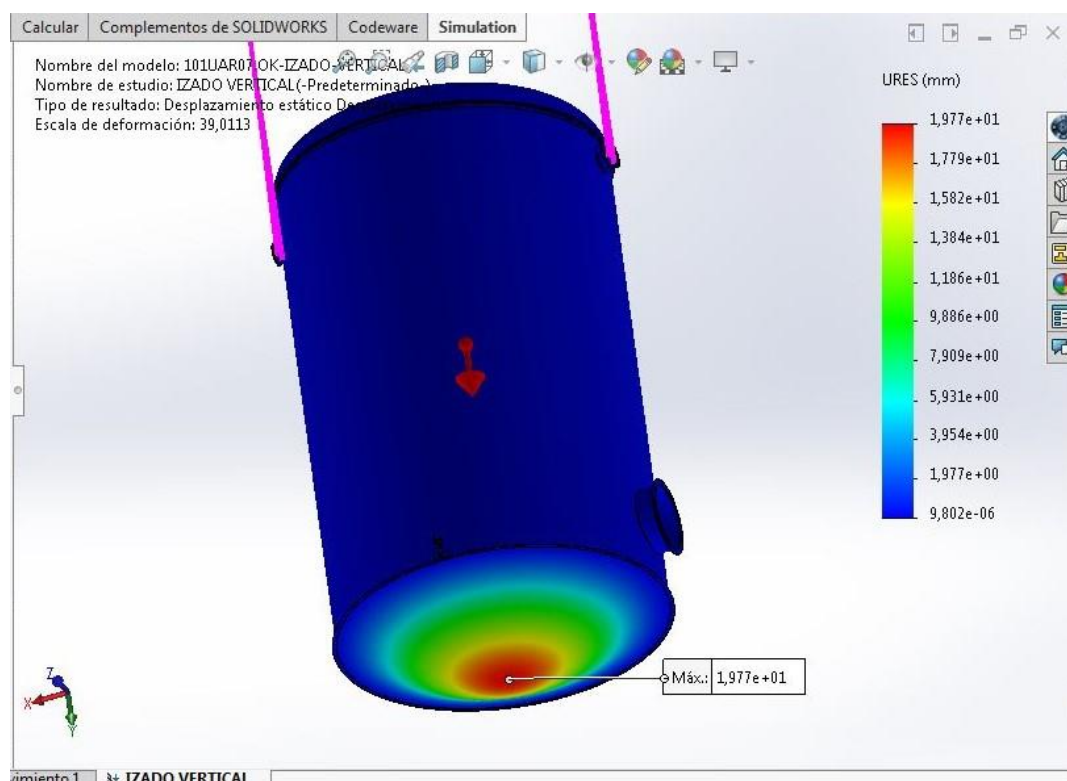 Calcular Complementos de SOLIDWORKS Codeware Simulation
Nombre del modelo: 101UAR07 OK-IZADO-VERTICAL
Nombre de estudio: IZADO VERTICAL(-Predeterminado-)
Tipo de resultado: Desplazamiento estático
Escala de deformación: 39,0113
URES (mm)
1,977e+01
1,779e+01
1,582e+01
1,384e+01
1,186e+01
9,886e+00
7,909e+00
5,931e+00
3,954e+00
1,977e+00
9,802e-06
Máx.: 1,977e+01
Z
X
Y
IZADO VERTICAL